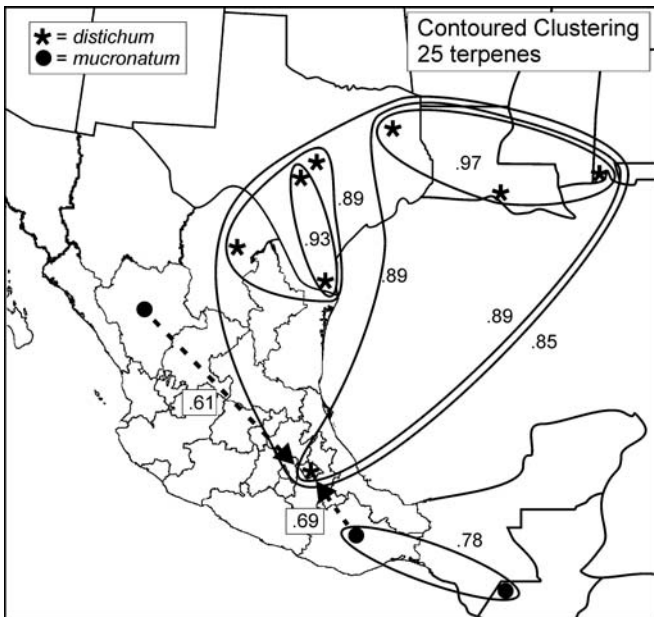 * = distichum
● = mucronatum
Contoured Clustering
25 terpenes
.97
.89
.93
.89
.89
.85
.61
.69
.78